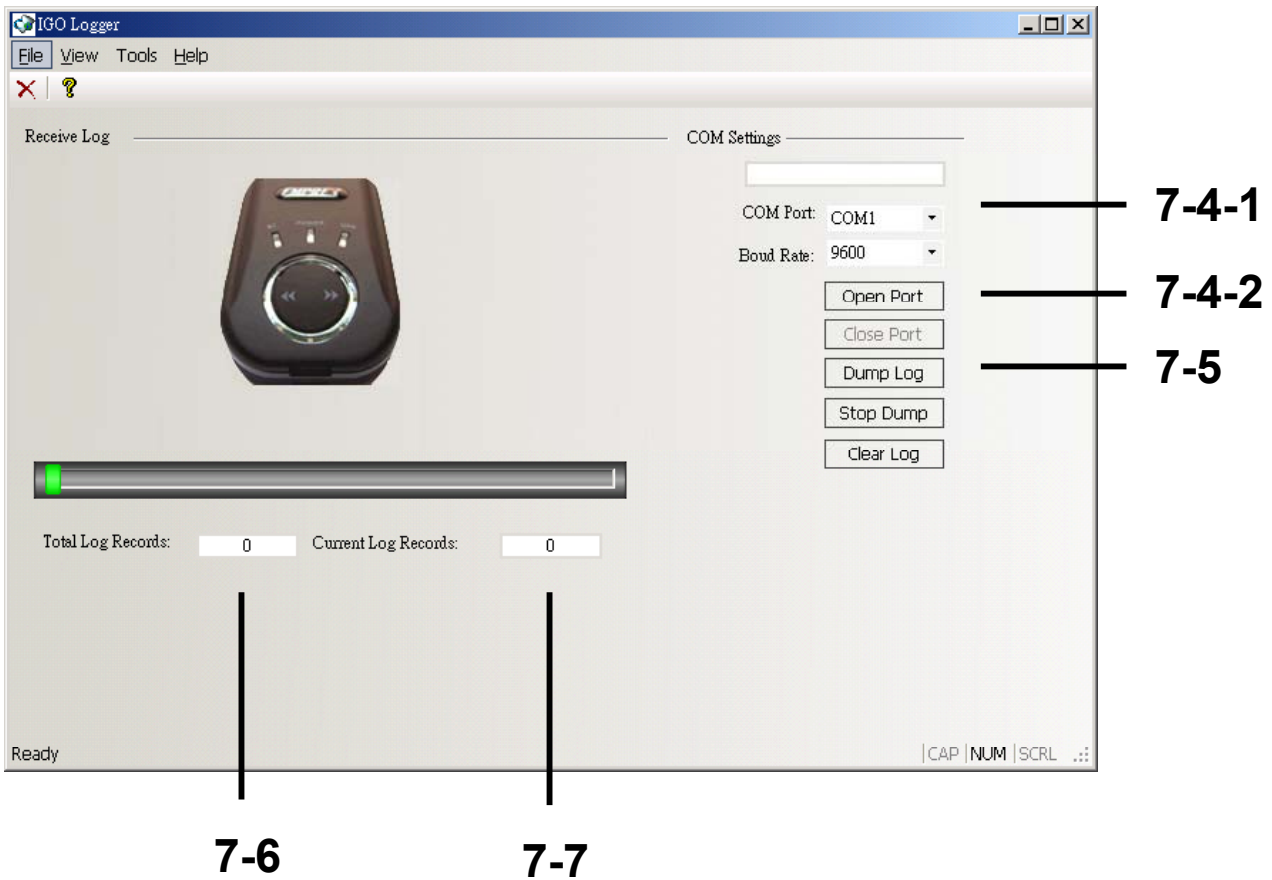 IGO Logger
File View Tools Help
Receive Log
COM Settings
COM Port: COM1
7-4-1
Boud Rate: 9600
Open Port
7-4-2
Close Port
Dump Log
7-5
Stop Dump
Clear Log
Total Log Records: 0 Current Log Records: 0
Ready CAP NUM SCRL
7-6 7-7